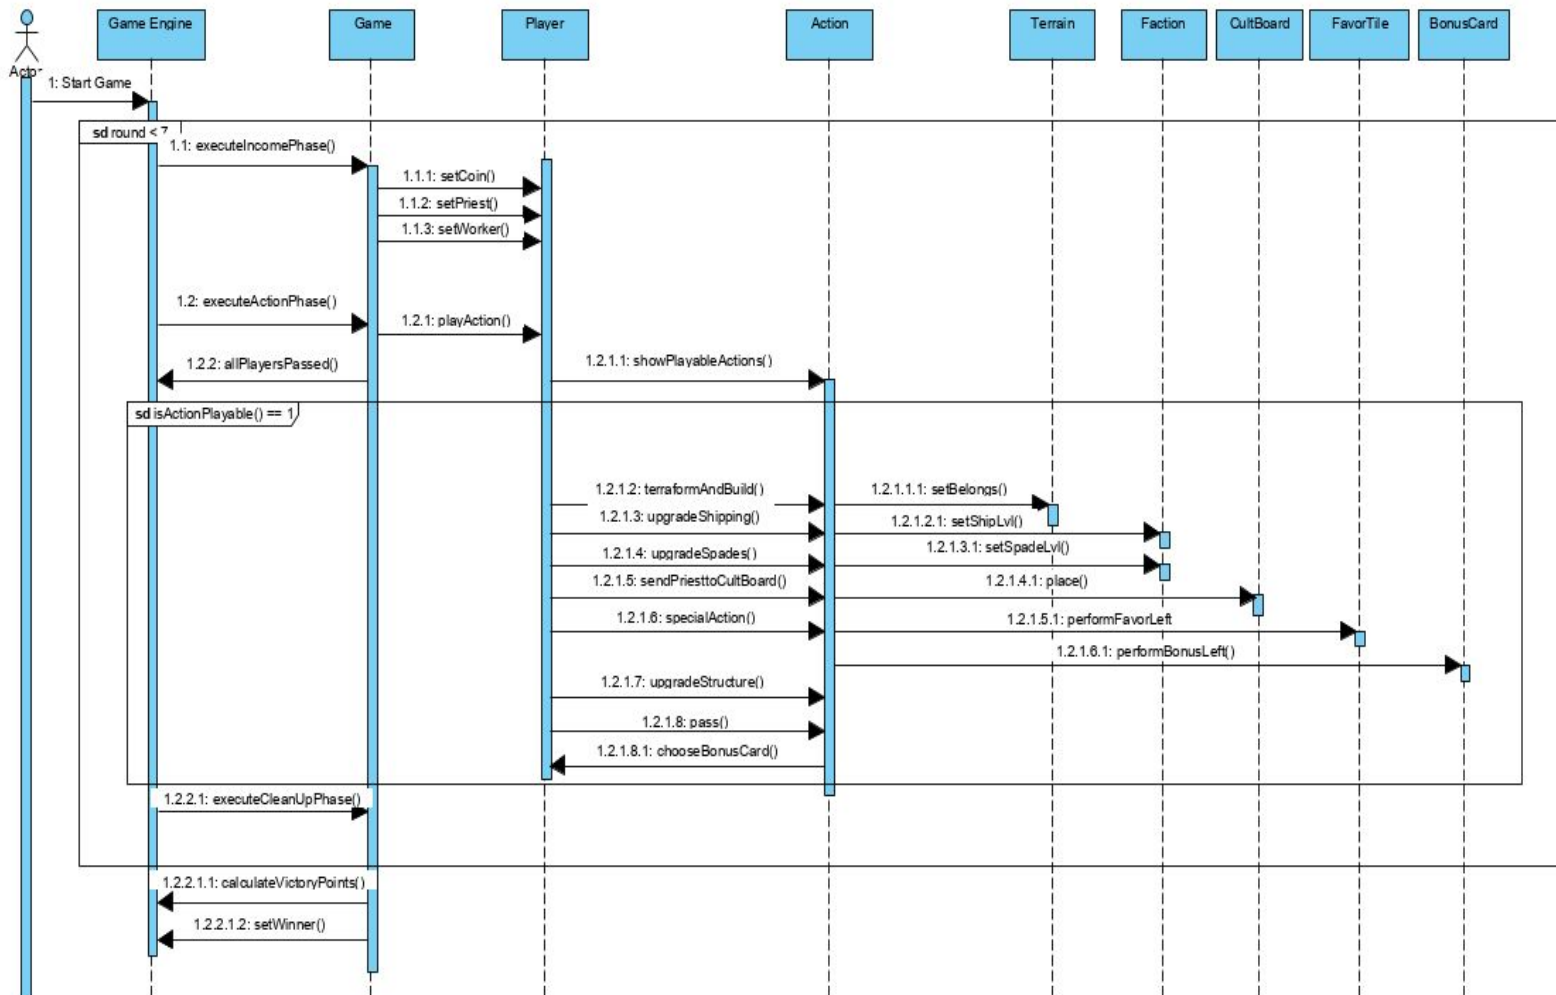 Game Engine
Game
Player
Action
Terrain
Faction
CultBoard
FavorTile
BonusCard
Actor
1: Start Game
sd round < 7
1.1: executeIncomePhase()
1.1.1: setCoin()
1.1.2: setPriest()
1.1.3: setWorker()
1.2: executeActionPhase()
1.2.1: playAction()
1.2.2: allPlayersPassed()
1.2.1.1: showPlayableActions()
sd isActionPlayable() == 1
1.2.1.2: terraformAndBuild()
1.2.1.1.1: setBelongs()
1.2.1.3: upgradeShipping()
1.2.1.2.1: setShipLvl()
1.2.1.4: upgradeSpades()
1.2.1.3.1: setSpadeLvl()
1.2.1.5: sendPriesttoCultBoard()
1.2.1.4.1: place()
1.2.1.6: specialAction()
1.2.1.5.1: performFavorLeft
1.2.1.6.1: performBonusLeft()
1.2.1.7: upgradeStructure()
1.2.1.8: pass()
1.2.1.8.1: chooseBonusCard()
1.2.2.1: executeCleanUpPhase()
1.2.2.1.1: calculateVictoryPoints()
1.2.2.1.2: setWinner()